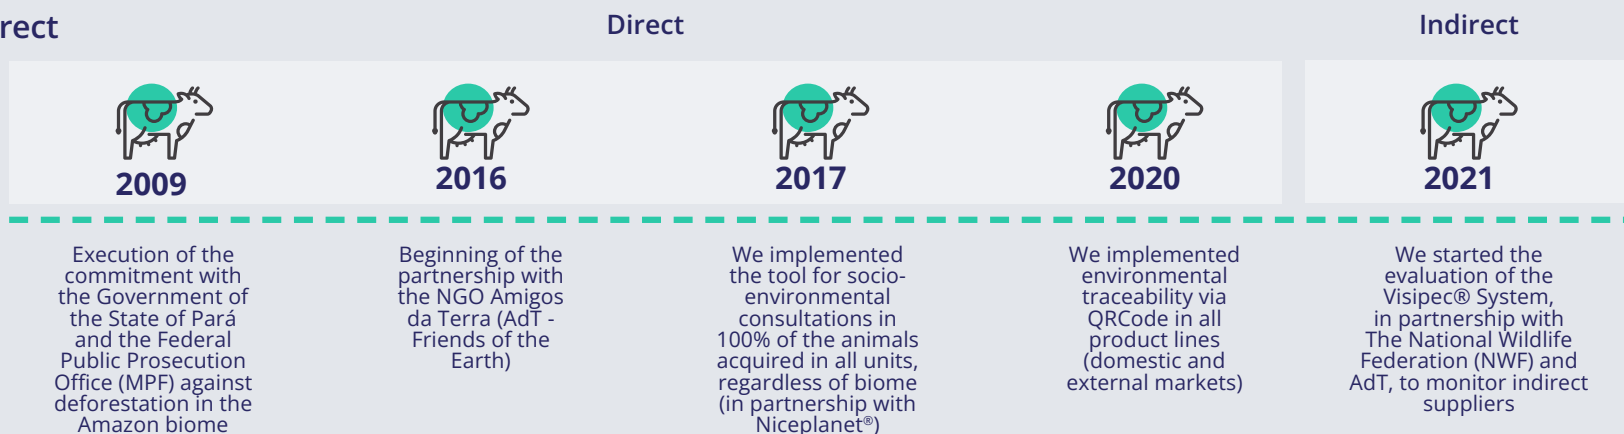 rect
Direct
Indirect
2009
2016
2017
2020
2021
Execution of the
commitment with
the Government of
the State of Pará
and the Federal
Public Prosecution
Office (MPF) against
deforestation in the
Amazon biome
Beginning of the
partnership with
the NGO Amigos
da Terra (AdT -
Friends of the
Earth)
We implemented
the tool for socio-
environmental
consultations in
100% of the animals
acquired in all units,
regardless of biome
(in partnership with
Niceplanet®)
We implemented
environmental
traceability via
QRCode in all
product lines
(domestic and
external markets)
We started the
evaluation of the
Visipec® System,
in partnership with
The National Wildlife
Federation (NWF) and
AdT, to monitor indirect
suppliers